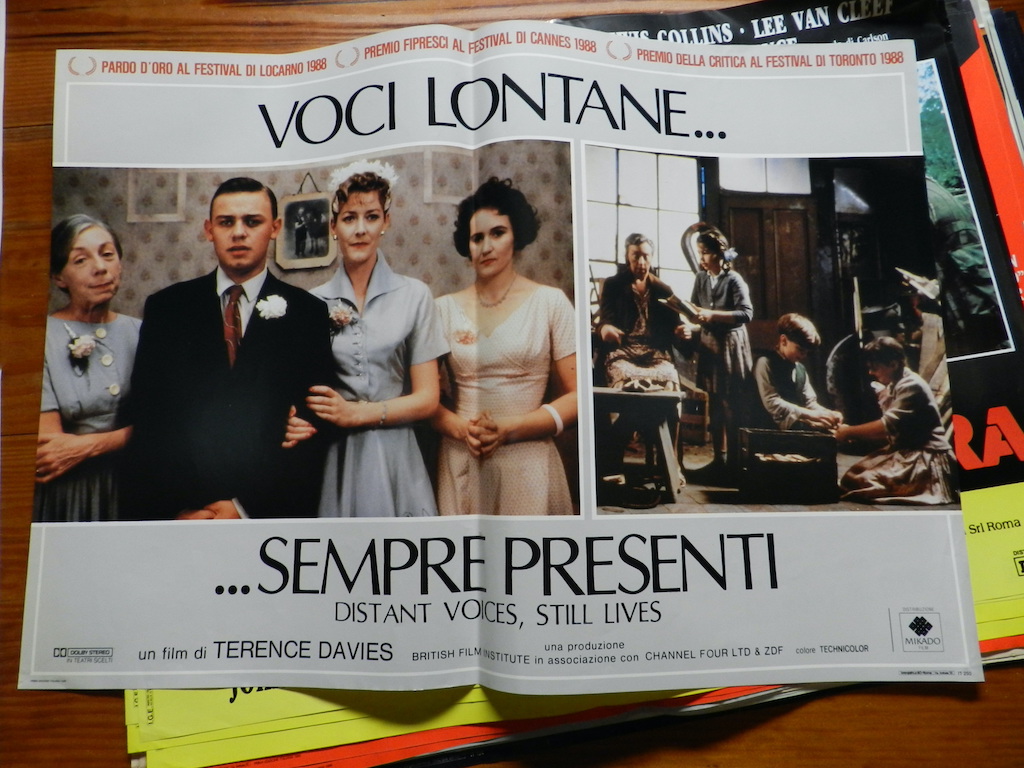 LEWIS COLLINS · LEE VAN CLEEF
PARDO D'ORO AL FESTIVAL DI LOCARNO 1988
PREMIO FIPRESCI AL FESTIVAL DI CANNES 1988
PREMIO DELLA CRITICA AL FESTIVAL DI TORONTO 1988
VOCI LONTANE...
...SEMPRE PRESENTI
DISTANT VOICES, STILL LIVES
DOLBY STEREO
IN TEATRI SCELTI
un film di TERENCE DAVIES
una produzione
BRITISH FILM INSTITUTE in associazione con CHANNEL FOUR LTD & ZDF
colore TECHNICOLOR
DISTRIBUZIONE
MIKADO
FILM
RA
Srl Roma